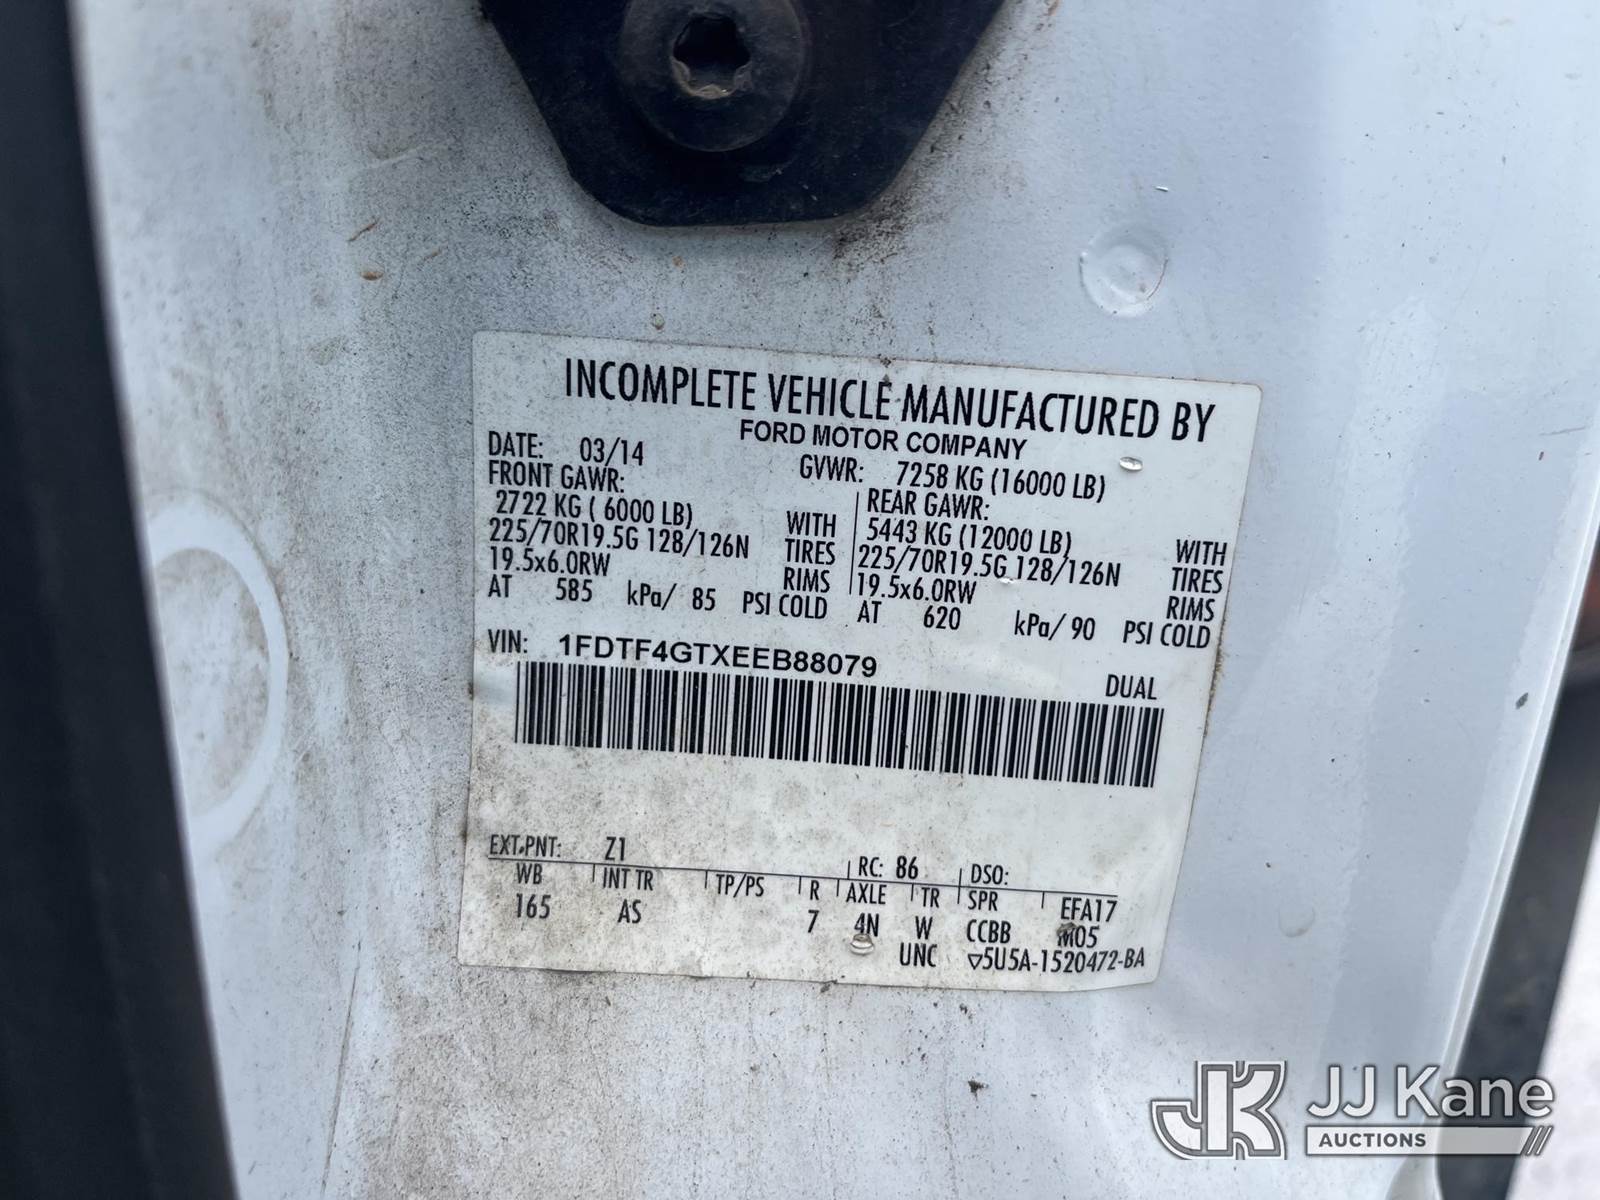 INCOMPLETE VEHICLE MANUFACTURED BY
FORD MOTOR COMPANY
DATE: 03/14 GVWR: 7258 KG (16000 LB)
FRONT GAWR: REAR GAWR:
2722 KG ( 6000 LB) WITH 5443 KG (12000 LB) WITH
225/70R19.5G 128/126N TIRES 225/70R19.5G 128/126N TIRES
19.5x6.0RW RIMS 19.5x6.0RW RIMS
AT 585 kPa/ 85 PSI COLD AT 620 kPa/ 90 PSI COLD
VIN: 1FDTF4GTXEEB88079
DUAL
EXT PNT: Z1 RC: 86 DSO:
WB INT TR TP/PS R AXLE TR SPR EFA17
165 AS 7 4N W CCBB M05
UNC ▽5U5A-1520472-BA
JK JJ Kane
AUCTIONS